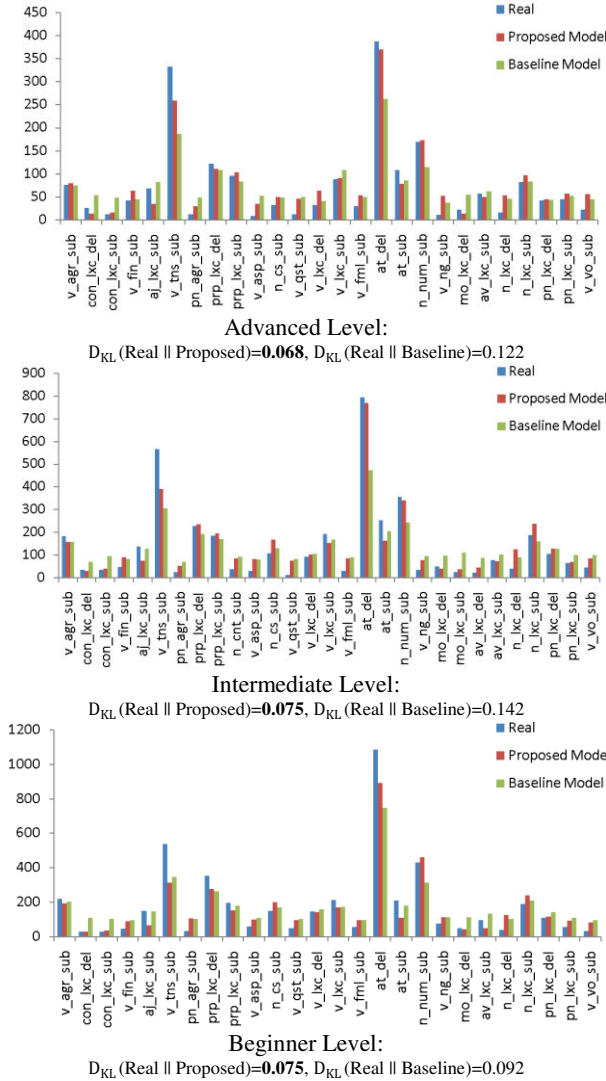 450
400
350
300
250
200
150
100
50
0
Real
Proposed Model
Baseline Model
v_agr_sub
con_lxc_del
con_lxc_sub
v_fin_sub
aj_lxc_sub
v_tns_sub
pn_agr_sub
prp_lxc_del
prp_lxc_sub
v_asp_sub
n_cs_sub
v_qst_sub
v_lxc_del
v_lxc_sub
v_fml_sub
at_del
at_sub
n_num_sub
v_ng_sub
mo_lxc_del
av_lxc_sub
n_lxc_del
n_lxc_sub
pn_lxc_del
pn_lxc_sub
v_vo_sub
Advanced Level:
D_KL (Real || Proposed)=0.068, D_KL (Real || Baseline)=0.122
900
800
700
600
500
400
300
200
100
0
Real
Proposed Model
Baseline Model
v_agr_sub
con_lxc_del
con_lxc_sub
v_fin_sub
aj_lxc_sub
v_tns_sub
pn_agr_sub
prp_lxc_del
prp_lxc_sub
n_cnt_sub
v_asp_sub
n_cs_sub
v_qst_sub
v_lxc_del
v_lxc_sub
v_fml_sub
at_del
at_sub
n_num_sub
v_ng_sub
mo_lxc_del
mo_lxc_sub
av_lxc_del
av_lxc_sub
n_lxc_del
n_lxc_sub
pn_lxc_del
pn_lxc_sub
v_vo_sub
Intermediate Level:
D_KL (Real || Proposed)=0.075, D_KL (Real || Baseline)=0.142
1200
1000
800
600
400
200
0
Real
Proposed Model
Baseline Model
v_agr_sub
con_lxc_del
con_lxc_sub
v_fin_sub
aj_lxc_sub
v_tns_sub
pn_agr_sub
prp_lxc_del
prp_lxc_sub
v_asp_sub
n_cs_sub
v_qst_sub
v_lxc_del
v_lxc_sub
v_fml_sub
at_del
at_sub
n_num_sub
v_ng_sub
mo_lxc_del
av_lxc_sub
n_lxc_del
n_lxc_sub
pn_lxc_del
pn_lxc_sub
v_vo_sub
Beginner Level:
D_KL (Real || Proposed)=0.075, D_KL (Real || Baseline)=0.092